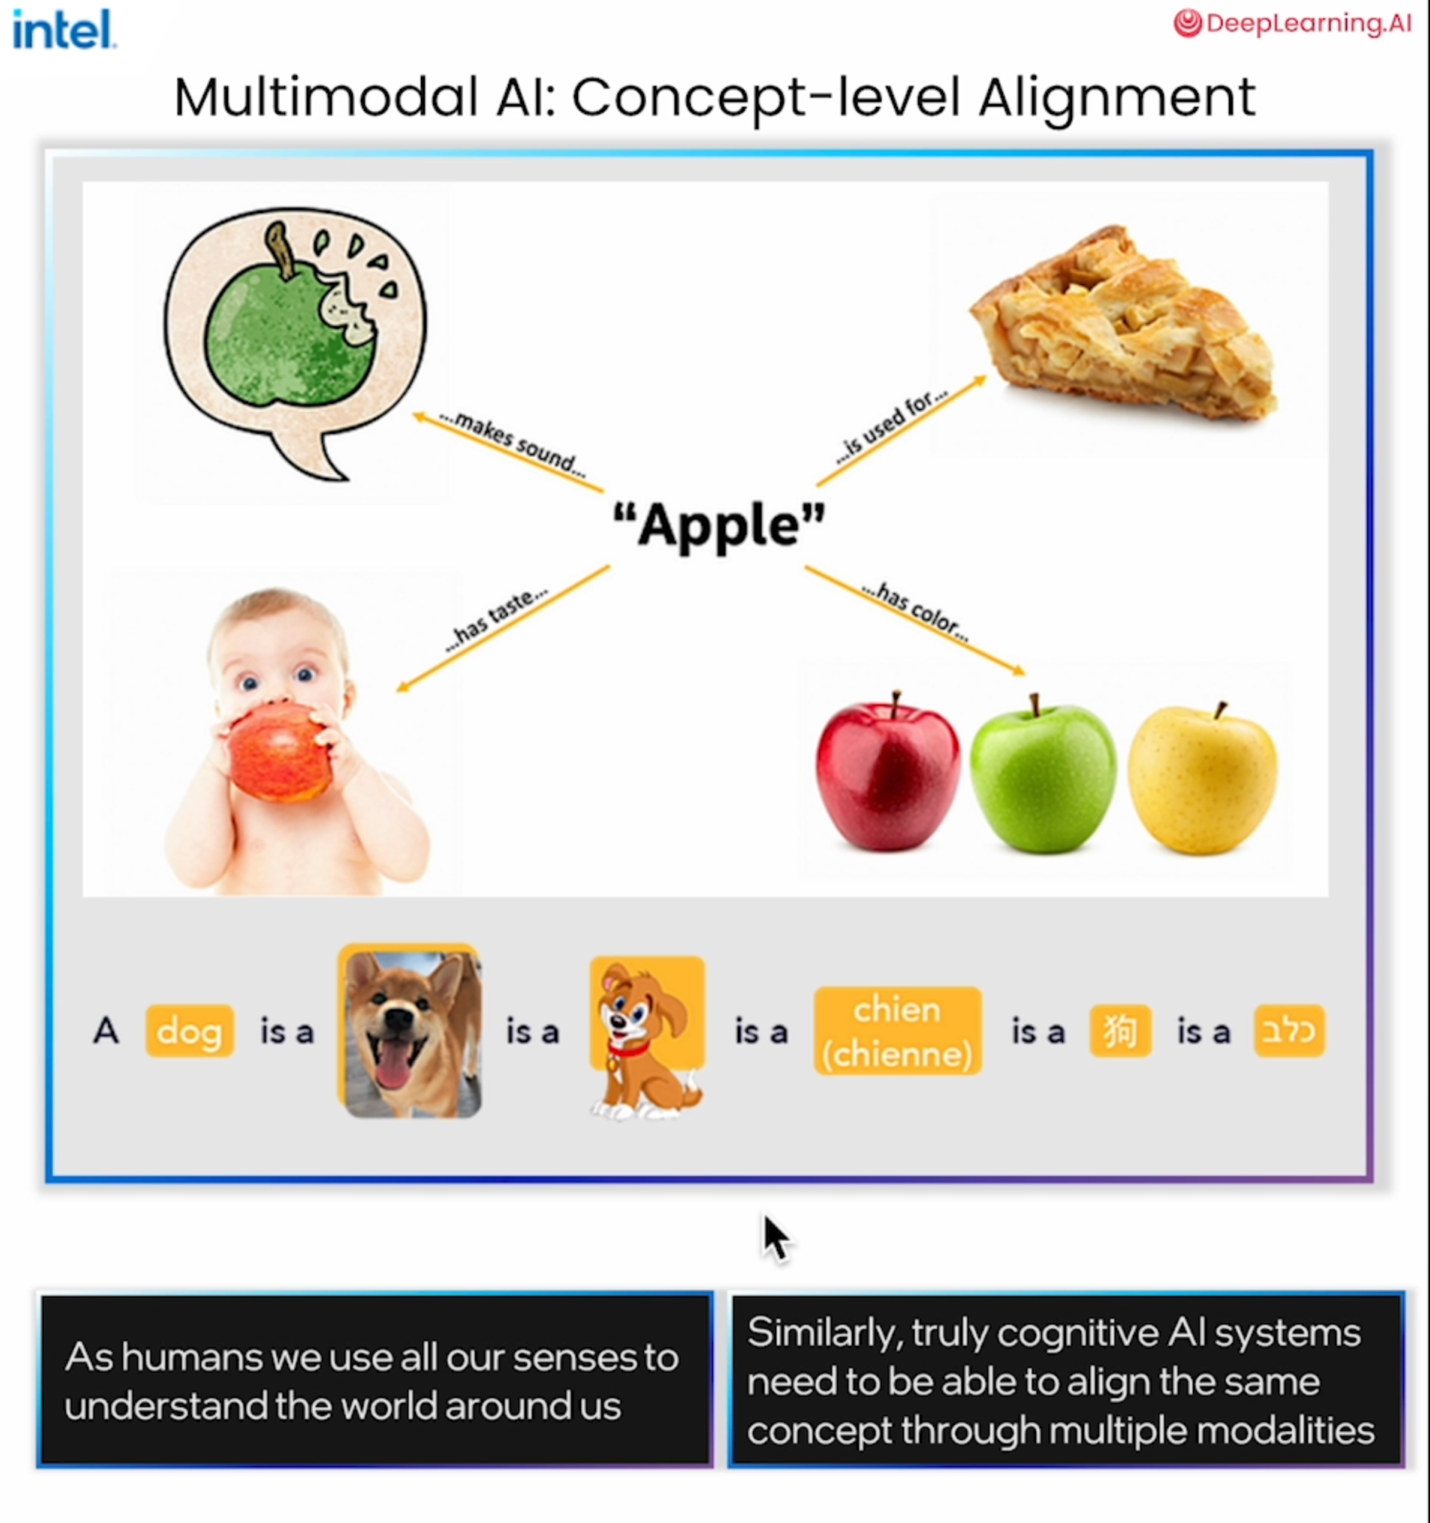 intel.
DeepLearning.AI
Multimodal AI: Concept-level Alignment
...makes sound...
...is used for...
“Apple”
...has taste...
...has color...
A dog is a is a is a chien (chienne) is a 狗 is a כלב
As humans we use all our senses to
understand the world around us
Similarly, truly cognitive AI systems
need to be able to align the same
concept through multiple modalities